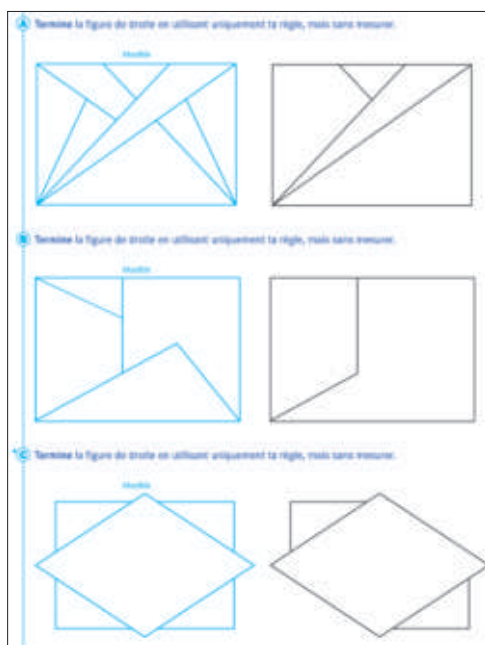 A Termine la figure de droite en utilisant uniquement ta règle, mais sans mesurer.
Modèle
B Termine la figure de droite en utilisant uniquement ta règle, mais sans mesurer.
Modèle
C Termine la figure de droite en utilisant uniquement ta règle, mais sans mesurer.
Modèle